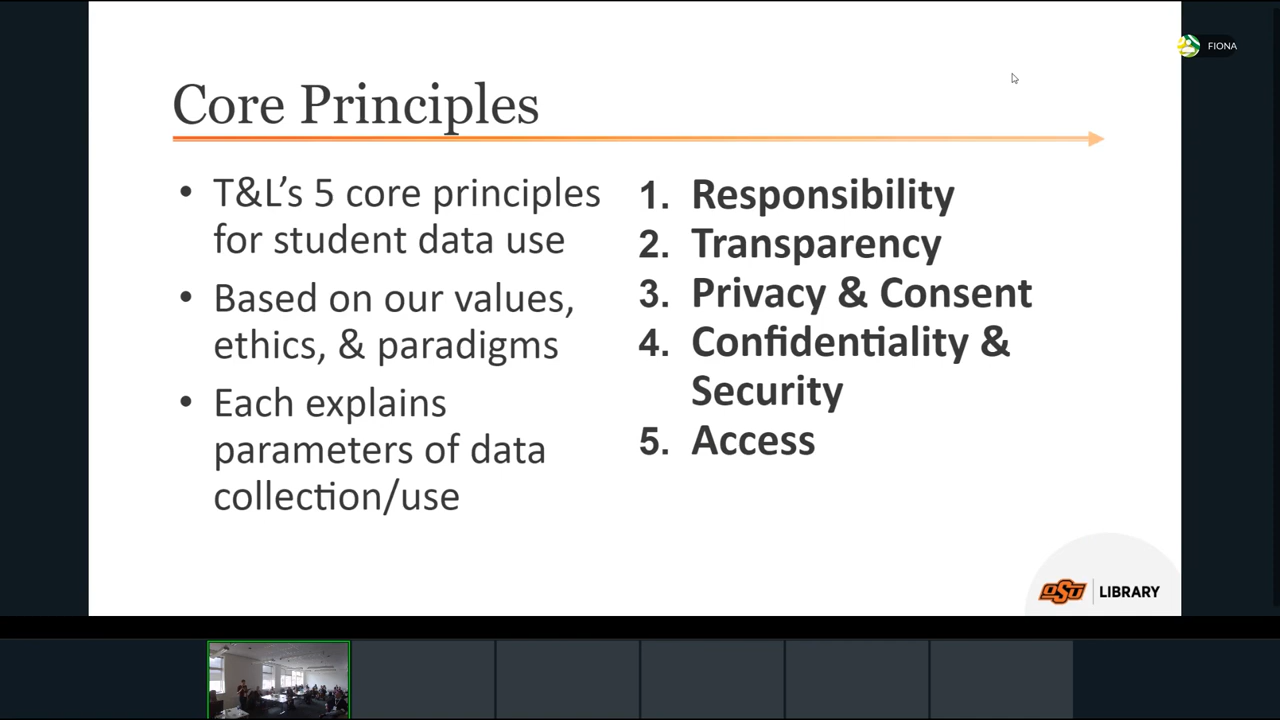 FIONA
Core Principles
• T&L’s 5 core principles
for student data use
• Based on our values,
ethics, & paradigms
• Each explains
parameters of data
collection/use
1. Responsibility
2. Transparency
3. Privacy & Consent
4. Confidentiality &
Security
5. Access
OSU LIBRARY